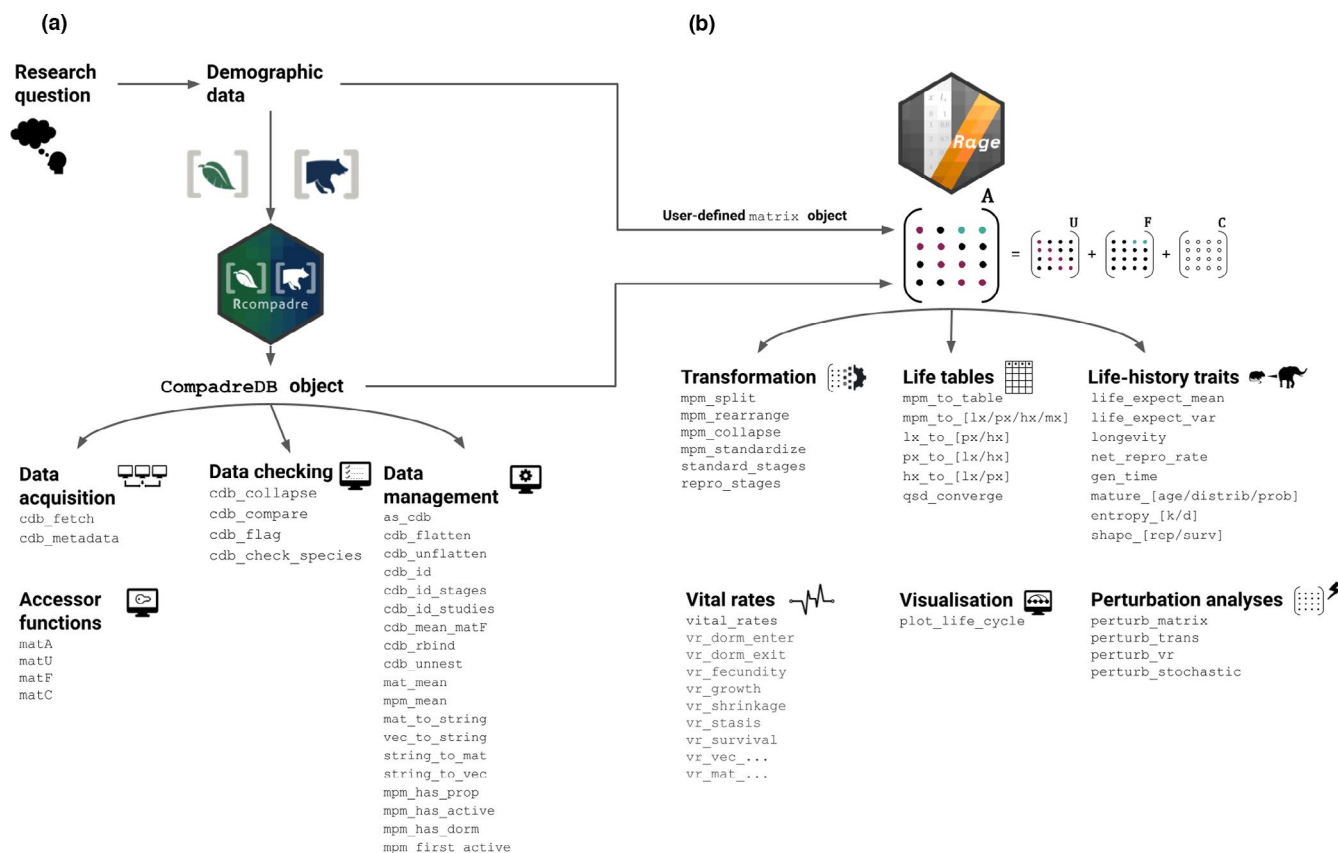 (a)
Research
question
Demographic
data
Rcompadre
CompadreDB object
Data
acquisition
cdb_fetch
cdb_metadata
Data checking
cdb_collapse
cdb_compare
cdb_flag
cdb_check_species
Data
management
as_cdb
cdb_flatten
cdb_unflatten
cdb_id
cdb_id_stages
cdb_id_studies
cdb_mean_matF
cdb_rbind
cdb_unnest
mat_mean
mpm_mean
mat_to_string
vec_to_string
string_to_mat
string_to_vec
mpm_has_prop
mpm_has_active
mpm_has_dorm
mpm_first_active
Accessor
functions
matA
matU
matF
matC
(b)
x lx
0 1
Rage
User-defined matrix object
A
=
U
+
F
+
C
Transformation
mpm_split
mpm_rearrange
mpm_collapse
mpm_standardize
standard_stages
repro_stages
Life tables
mpm_to_table
mpm_to_[lx/px/hx/mx]
lx_to_[px/hx]
px_to_[lx/hx]
hx_to_[lx/px]
qsd_converge
Life-history traits
life_expect_mean
life_expect_var
longevity
net_repro_rate
gen_time
mature_[age/distrib/prob]
entropy_[k/d]
shape_[rep/surv]
Vital rates
vital_rates
vr_dorm_enter
vr_dorm_exit
vr_fecundity
vr_growth
vr_shrinkage
vr_stasis
vr_survival
vr_vec_...
vr_mat_...
Visualisation
plot_life_cycle
Perturbation analyses
perturb_matrix
perturb_trans
perturb_vr
perturb_stochastic